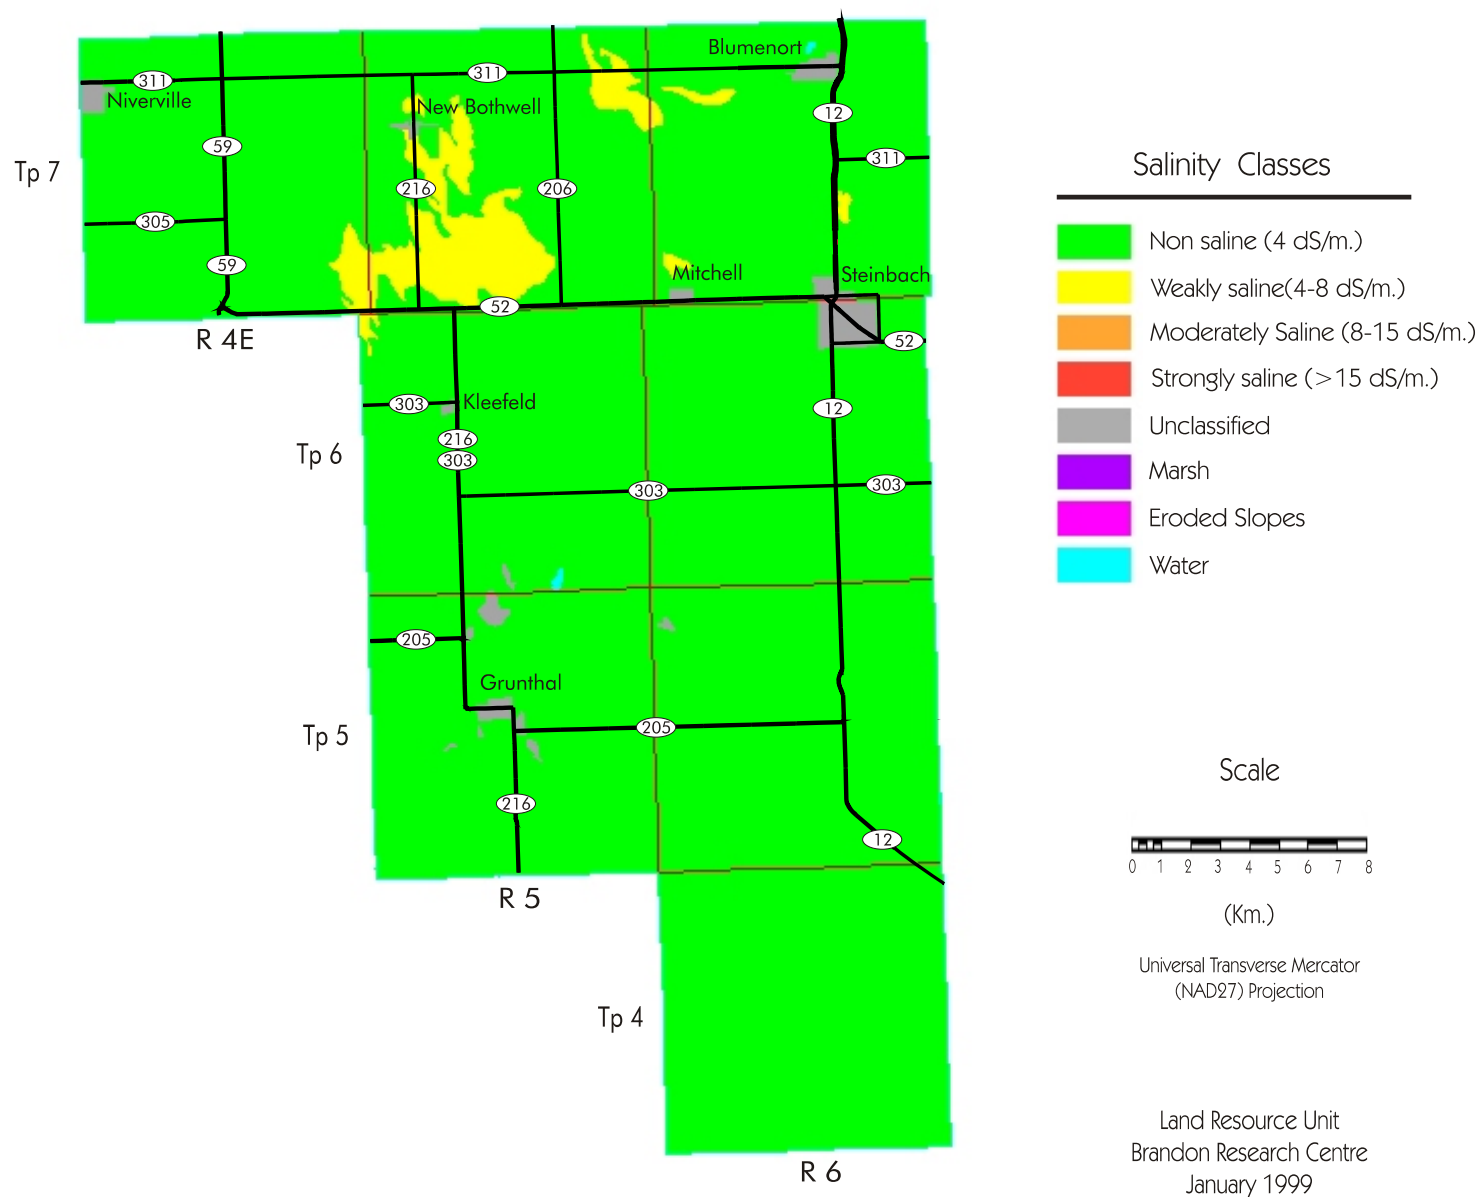 Blumenort
311
311
Niverville
New Bothwell
12
59
311
Tp 7
216
206
305
59
Mitchell
Steinbach
52
R 4E
52
303
Kleefeld
12
216
303
Tp 6
303
303
205
Grunthal
Tp 5
205
216
12
R 5
Tp 4
R 6
Salinity Classes
Non saline (4 dS/m.)
Weakly saline(4-8 dS/m.)
Moderately Saline (8-15 dS/m.)
Strongly saline (>15 dS/m.)
Unclassified
Marsh
Eroded Slopes
Water
Scale
0 1 2 3 4 5 6 7 8
(Km.)
Universal Transverse Mercator
(NAD27) Projection
Land Resource Unit
Brandon Research Centre
January 1999